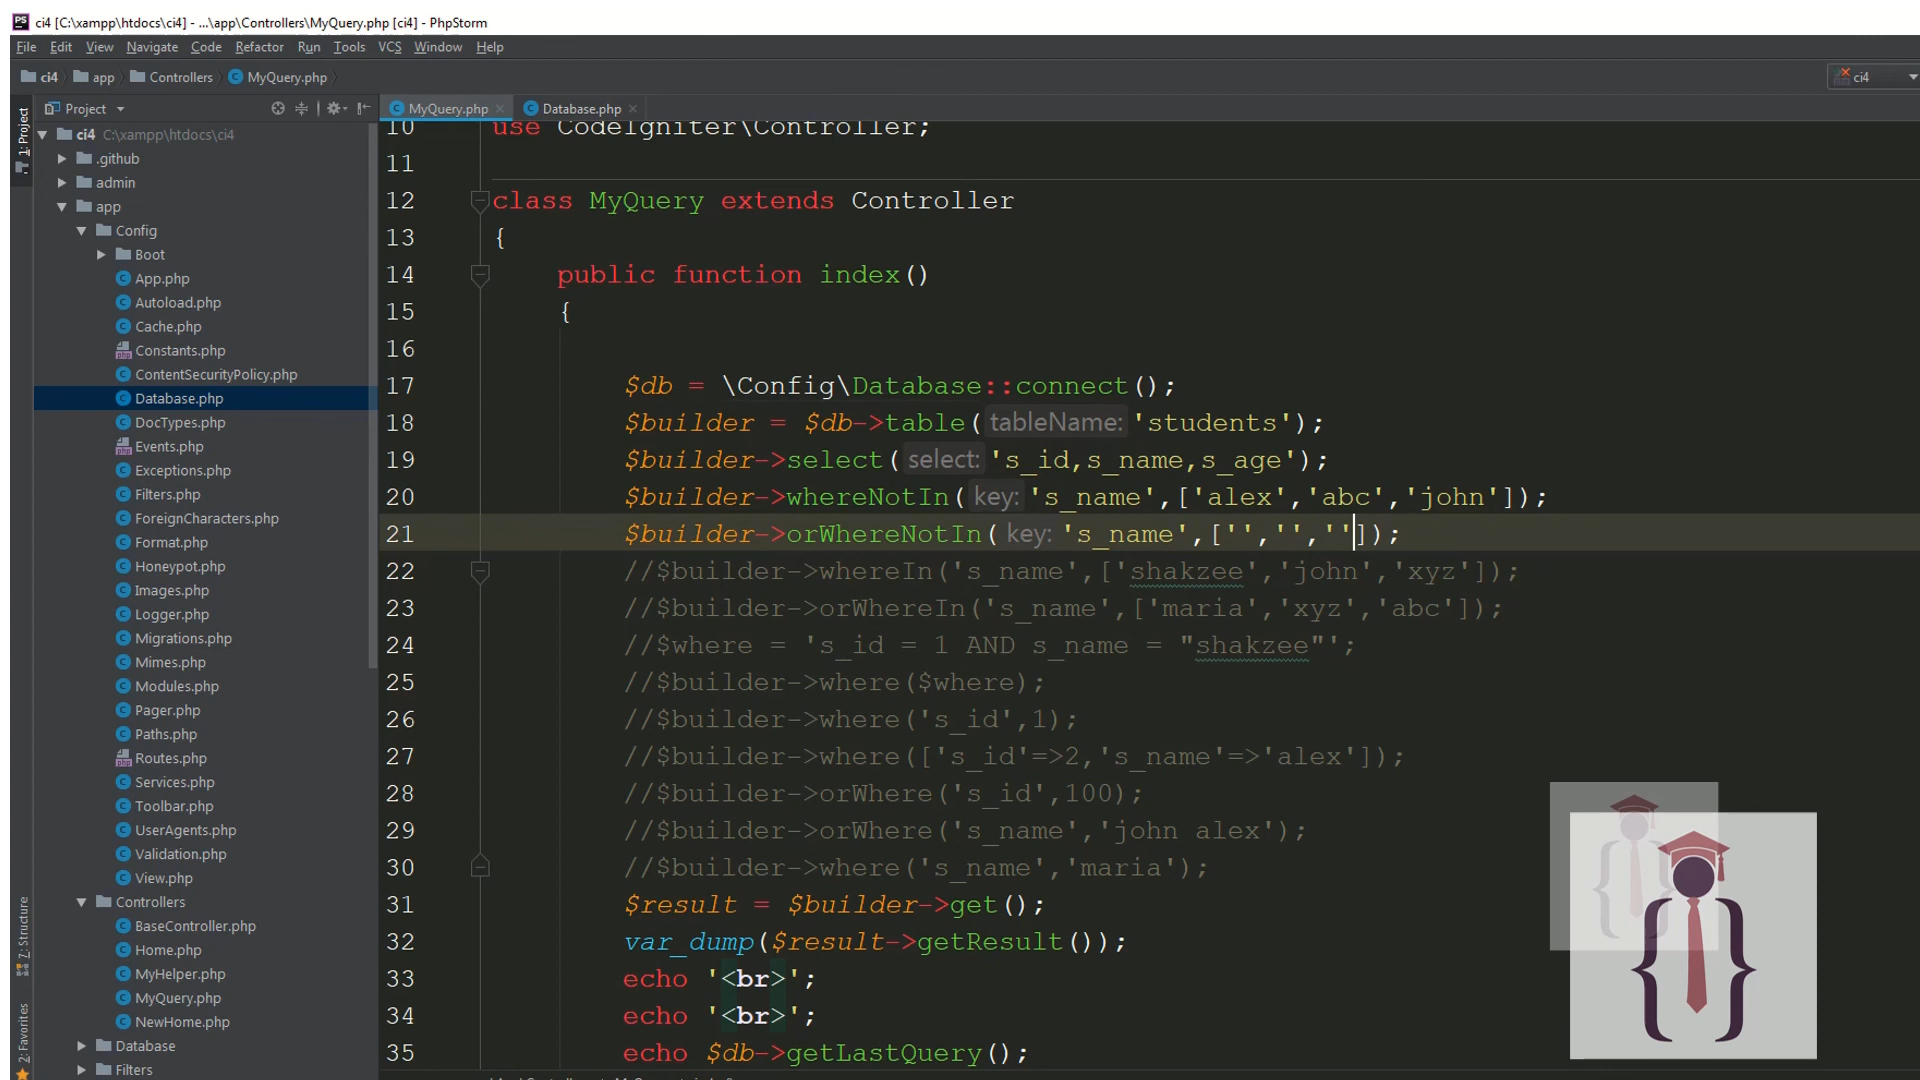 ci4 [C:\xampp\htdocs\ci4] - ...\app\Controllers\MyQuery.php [ci4] - PhpStorm
File Edit View Navigate Code Refactor Run Tools VCS Window Help
ci4 app Controllers MyQuery.php ci4
Project MyQuery.php Database.php
1: Project
7: Structure
2: Favorites
ci4 C:\xampp\htdocs\ci4
.github
admin
app
Config
Boot
App.php
Autoload.php
Cache.php
Constants.php
ContentSecurityPolicy.php
Database.php
DocTypes.php
Events.php
Exceptions.php
Filters.php
ForeignCharacters.php
Format.php
Honeypot.php
Images.php
Logger.php
Migrations.php
Mimes.php
Modules.php
Pager.php
Paths.php
Routes.php
Services.php
Toolbar.php
UserAgents.php
Validation.php
View.php
Controllers
BaseController.php
Home.php
MyHelper.php
MyQuery.php
NewHome.php
Database
Filters
10 use CodeIgniter\Controller;
11
12 class MyQuery extends Controller
13 {
14 public function index()
15 {
16
17 $db = \Config\Database::connect();
18 $builder = $db->table( tableName: 'students');
19 $builder->select( select: 's_id,s_name,s_age');
20 $builder->whereNotIn( key: 's_name',['alex','abc','john']);
21 $builder->orWhereNotIn( key: 's_name',['','','']);
22 //$builder->whereIn('s_name',['shakzee','john','xyz']);
23 //$builder->orWhereIn('s_name',['maria','xyz','abc']);
24 //$where = 's_id = 1 AND s_name = "shakzee"';
25 //$builder->where($where);
26 //$builder->where('s_id',1);
27 //$builder->where(['s_id'=>2,'s_name'=>'alex']);
28 //$builder->orWhere('s_id',100);
29 //$builder->orWhere('s_name','john alex');
30 //$builder->where('s_name','maria');
31 $result = $builder->get();
32 var_dump($result->getResult());
33 echo '<br>';
34 echo '<br>';
35 echo $db->getLastQuery();